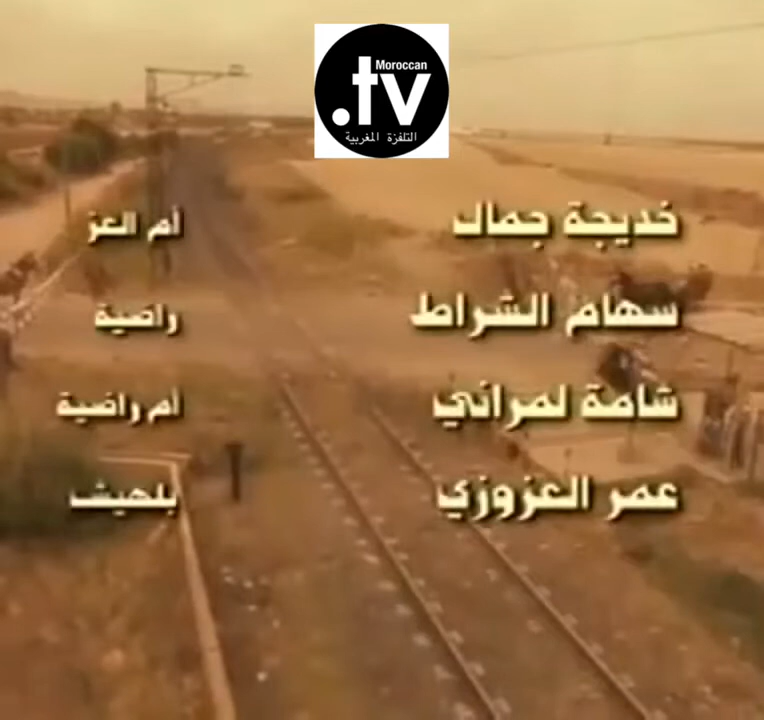 Moroccan
.tv
التلفزة المغربية
خديجة جمال أم العز
سهام الشراط راضية
شامة لمراني أم راضية
عمر العزوزي بلهيش